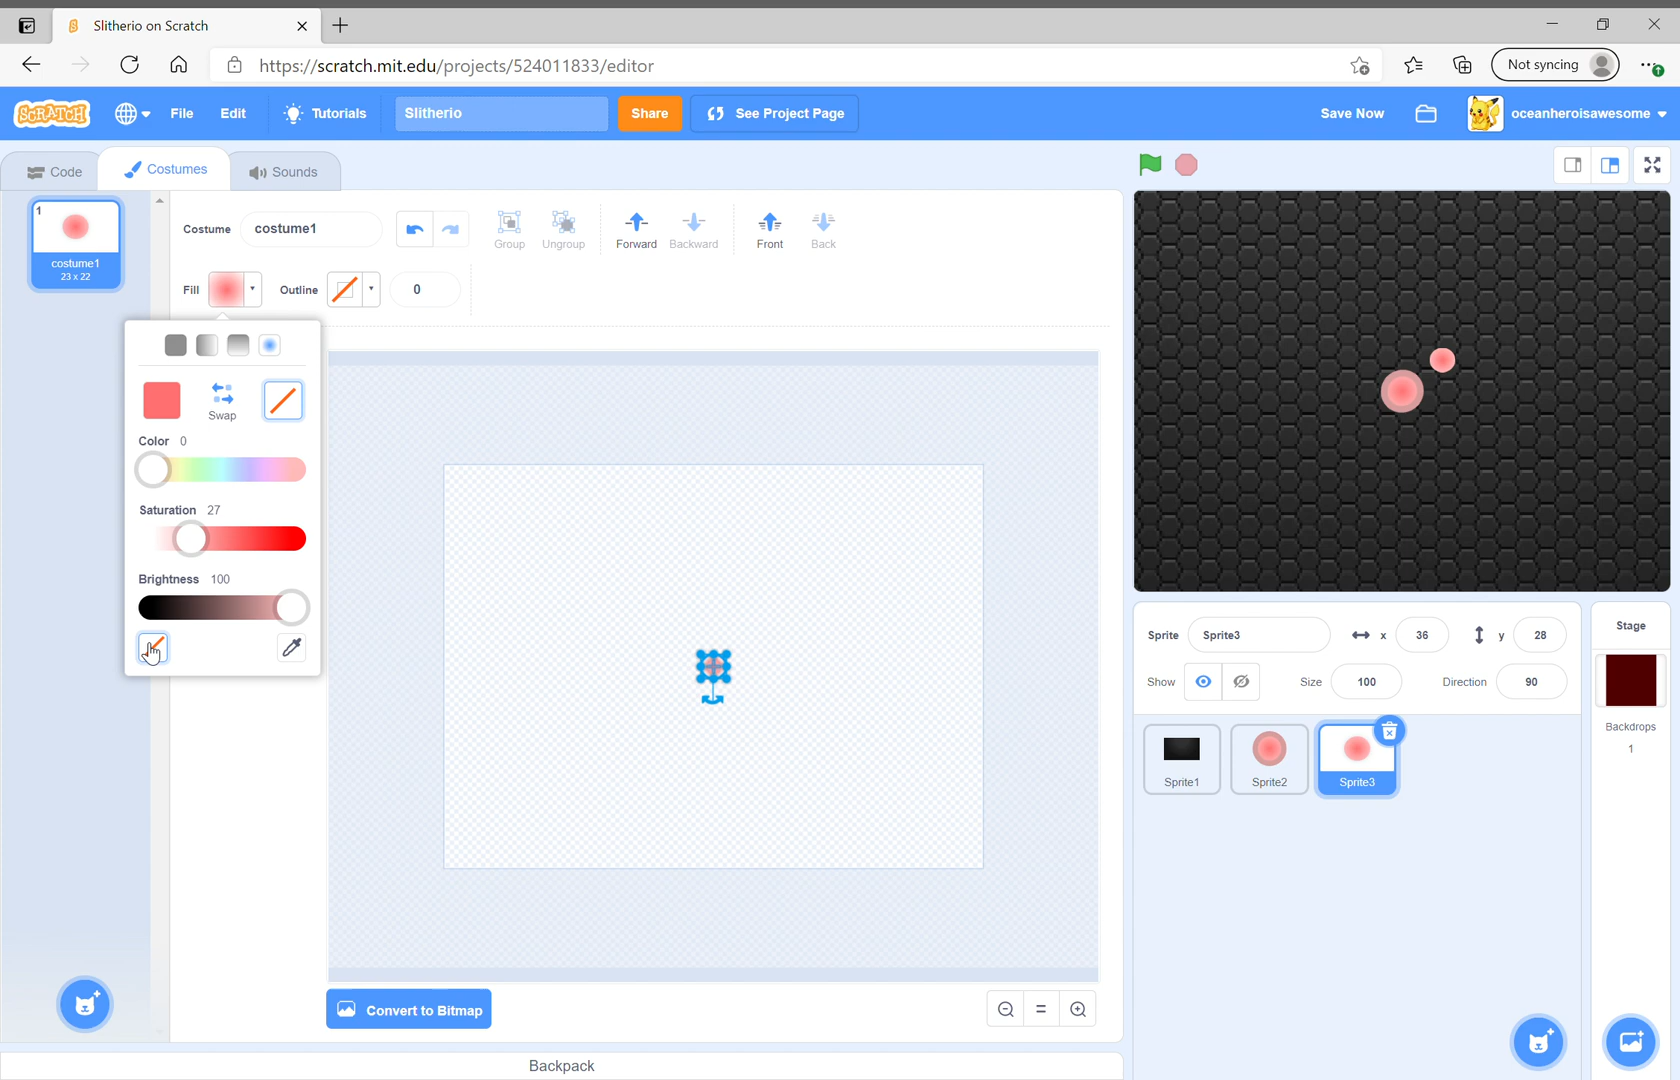 Slitherio on Scratch
https://scratch.mit.edu/projects/524011833/editor
Not syncing
SCRATCH
File
Edit
Tutorials
Slitherio
Share
See Project Page
Save Now
oceanheroisawesome
Code
Costumes
Sounds
1
costume1
23 x 22
Costume
costume1
Group
Ungroup
Forward
Backward
Front
Back
Fill
Outline
0
Swap
Color 0
Saturation 27
Brightness 100
Convert to Bitmap
Backpack
Sprite
Sprite3
x
36
y
28
Show
Size
100
Direction
90
Sprite1
Sprite2
Sprite3
Stage
Backdrops
1